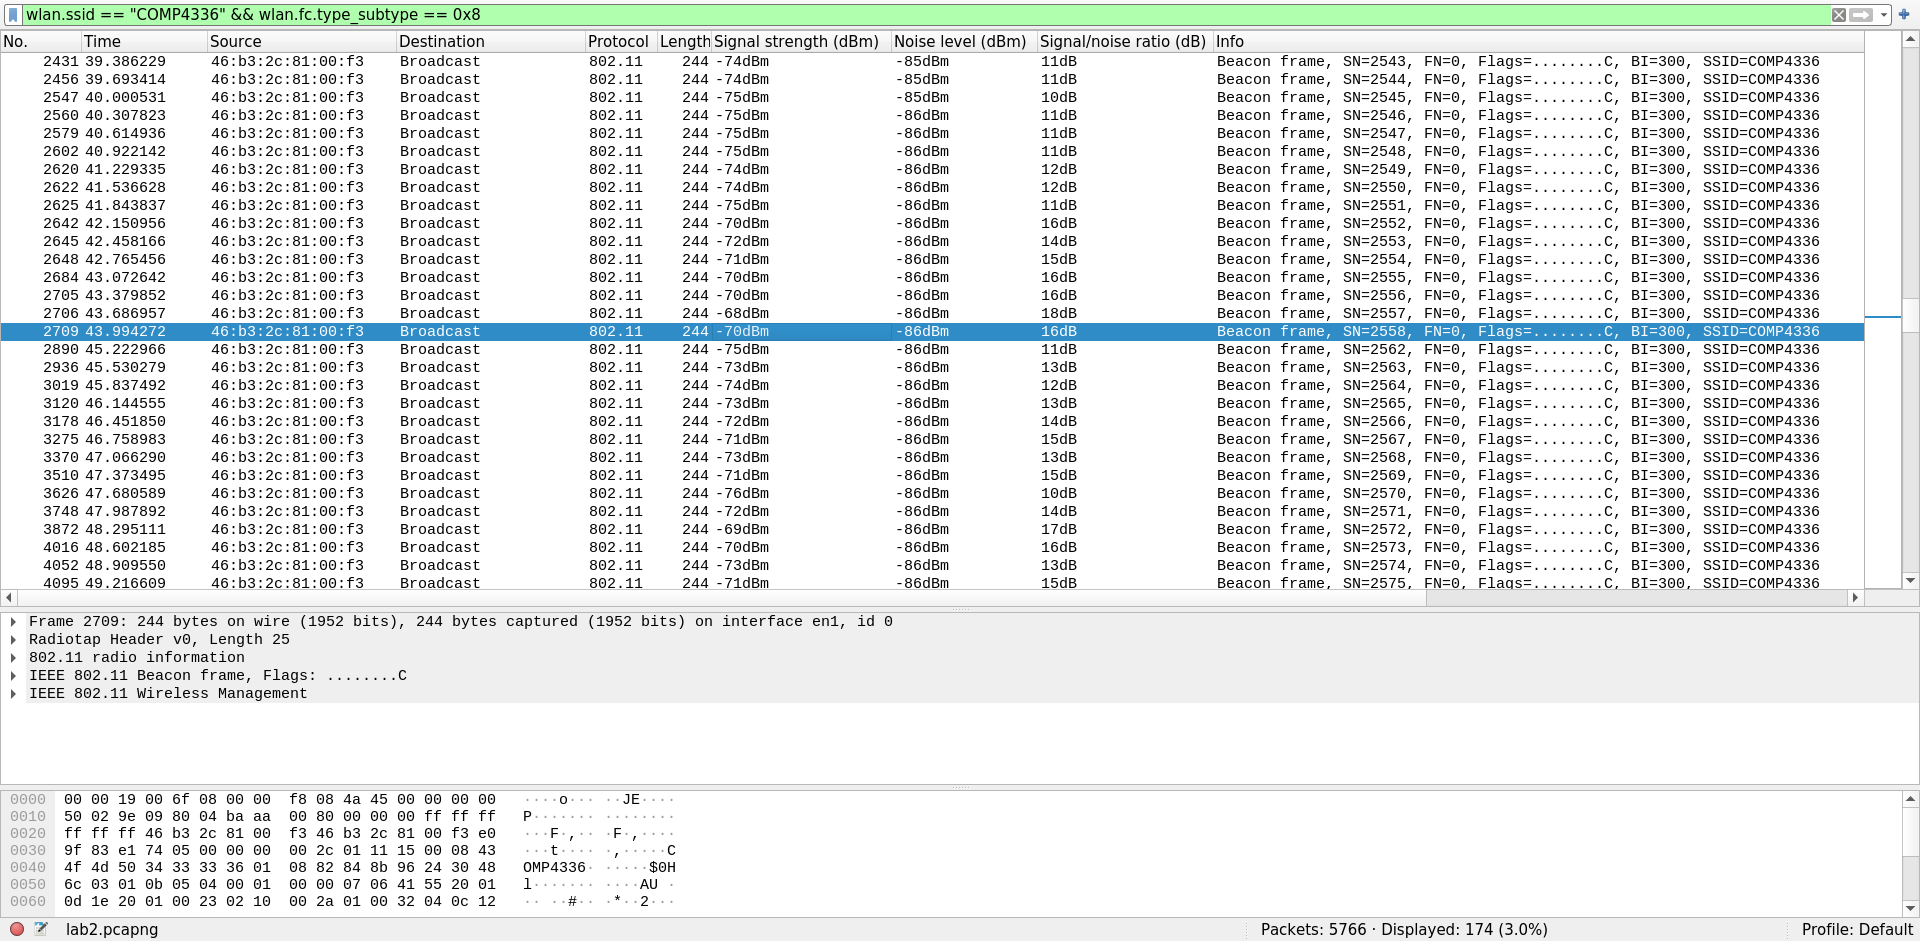 wlan.ssid == "COMP4336" && wlan.fc.type_subtype == 0x8
No. Time Source Destination Protocol Length Signal strength (dBm) Noise level (dBm) Signal/noise ratio (dB) Info
2431 39.386229 46:b3:2c:81:00:f3 Broadcast 802.11 244 -74dBm -85dBm 11dB Beacon frame, SN=2543, FN=0, Flags=........C, BI=300, SSID=COMP4336
2456 39.693414 46:b3:2c:81:00:f3 Broadcast 802.11 244 -74dBm -85dBm 11dB Beacon frame, SN=2544, FN=0, Flags=........C, BI=300, SSID=COMP4336
2547 40.000531 46:b3:2c:81:00:f3 Broadcast 802.11 244 -75dBm -85dBm 10dB Beacon frame, SN=2545, FN=0, Flags=........C, BI=300, SSID=COMP4336
2560 40.307823 46:b3:2c:81:00:f3 Broadcast 802.11 244 -75dBm -86dBm 11dB Beacon frame, SN=2546, FN=0, Flags=........C, BI=300, SSID=COMP4336
2579 40.614936 46:b3:2c:81:00:f3 Broadcast 802.11 244 -75dBm -86dBm 11dB Beacon frame, SN=2547, FN=0, Flags=........C, BI=300, SSID=COMP4336
2602 40.922142 46:b3:2c:81:00:f3 Broadcast 802.11 244 -75dBm -86dBm 11dB Beacon frame, SN=2548, FN=0, Flags=........C, BI=300, SSID=COMP4336
2620 41.229335 46:b3:2c:81:00:f3 Broadcast 802.11 244 -74dBm -86dBm 12dB Beacon frame, SN=2549, FN=0, Flags=........C, BI=300, SSID=COMP4336
2622 41.536628 46:b3:2c:81:00:f3 Broadcast 802.11 244 -74dBm -86dBm 12dB Beacon frame, SN=2550, FN=0, Flags=........C, BI=300, SSID=COMP4336
2625 41.843837 46:b3:2c:81:00:f3 Broadcast 802.11 244 -75dBm -86dBm 11dB Beacon frame, SN=2551, FN=0, Flags=........C, BI=300, SSID=COMP4336
2642 42.150956 46:b3:2c:81:00:f3 Broadcast 802.11 244 -70dBm -86dBm 16dB Beacon frame, SN=2552, FN=0, Flags=........C, BI=300, SSID=COMP4336
2645 42.458166 46:b3:2c:81:00:f3 Broadcast 802.11 244 -72dBm -86dBm 14dB Beacon frame, SN=2553, FN=0, Flags=........C, BI=300, SSID=COMP4336
2648 42.765456 46:b3:2c:81:00:f3 Broadcast 802.11 244 -71dBm -86dBm 15dB Beacon frame, SN=2554, FN=0, Flags=........C, BI=300, SSID=COMP4336
2684 43.072642 46:b3:2c:81:00:f3 Broadcast 802.11 244 -70dBm -86dBm 16dB Beacon frame, SN=2555, FN=0, Flags=........C, BI=300, SSID=COMP4336
2705 43.379852 46:b3:2c:81:00:f3 Broadcast 802.11 244 -70dBm -86dBm 16dB Beacon frame, SN=2556, FN=0, Flags=........C, BI=300, SSID=COMP4336
2706 43.686957 46:b3:2c:81:00:f3 Broadcast 802.11 244 -68dBm -86dBm 18dB Beacon frame, SN=2557, FN=0, Flags=........C, BI=300, SSID=COMP4336
2709 43.994272 46:b3:2c:81:00:f3 Broadcast 802.11 244 -70dBm -86dBm 16dB Beacon frame, SN=2558, FN=0, Flags=........C, BI=300, SSID=COMP4336
2890 45.222966 46:b3:2c:81:00:f3 Broadcast 802.11 244 -75dBm -86dBm 11dB Beacon frame, SN=2562, FN=0, Flags=........C, BI=300, SSID=COMP4336
2936 45.530279 46:b3:2c:81:00:f3 Broadcast 802.11 244 -73dBm -86dBm 13dB Beacon frame, SN=2563, FN=0, Flags=........C, BI=300, SSID=COMP4336
3019 45.837492 46:b3:2c:81:00:f3 Broadcast 802.11 244 -74dBm -86dBm 12dB Beacon frame, SN=2564, FN=0, Flags=........C, BI=300, SSID=COMP4336
3120 46.144555 46:b3:2c:81:00:f3 Broadcast 802.11 244 -73dBm -86dBm 13dB Beacon frame, SN=2565, FN=0, Flags=........C, BI=300, SSID=COMP4336
3178 46.451850 46:b3:2c:81:00:f3 Broadcast 802.11 244 -72dBm -86dBm 14dB Beacon frame, SN=2566, FN=0, Flags=........C, BI=300, SSID=COMP4336
3275 46.758983 46:b3:2c:81:00:f3 Broadcast 802.11 244 -71dBm -86dBm 15dB Beacon frame, SN=2567, FN=0, Flags=........C, BI=300, SSID=COMP4336
3370 47.066290 46:b3:2c:81:00:f3 Broadcast 802.11 244 -73dBm -86dBm 13dB Beacon frame, SN=2568, FN=0, Flags=........C, BI=300, SSID=COMP4336
3510 47.373495 46:b3:2c:81:00:f3 Broadcast 802.11 244 -71dBm -86dBm 15dB Beacon frame, SN=2569, FN=0, Flags=........C, BI=300, SSID=COMP4336
3626 47.680589 46:b3:2c:81:00:f3 Broadcast 802.11 244 -76dBm -86dBm 10dB Beacon frame, SN=2570, FN=0, Flags=........C, BI=300, SSID=COMP4336
3748 47.987892 46:b3:2c:81:00:f3 Broadcast 802.11 244 -72dBm -86dBm 14dB Beacon frame, SN=2571, FN=0, Flags=........C, BI=300, SSID=COMP4336
3872 48.295111 46:b3:2c:81:00:f3 Broadcast 802.11 244 -69dBm -86dBm 17dB Beacon frame, SN=2572, FN=0, Flags=........C, BI=300, SSID=COMP4336
4016 48.602185 46:b3:2c:81:00:f3 Broadcast 802.11 244 -70dBm -86dBm 16dB Beacon frame, SN=2573, FN=0, Flags=........C, BI=300, SSID=COMP4336
4052 48.909550 46:b3:2c:81:00:f3 Broadcast 802.11 244 -73dBm -86dBm 13dB Beacon frame, SN=2574, FN=0, Flags=........C, BI=300, SSID=COMP4336
4095 49.216609 46:b3:2c:81:00:f3 Broadcast 802.11 244 -71dBm -86dBm 15dB Beacon frame, SN=2575, FN=0, Flags=........C, BI=300, SSID=COMP4336
Frame 2709: 244 bytes on wire (1952 bits), 244 bytes captured (1952 bits) on interface en1, id 0
Radiotap Header v0, Length 25
802.11 radio information
IEEE 802.11 Beacon frame, Flags: ........C
IEEE 802.11 Wireless Management
0000 00 00 19 00 6f 08 00 00 f8 08 4a 45 00 00 00 00 ····o··· ··JE····
0010 50 02 9e 09 80 04 ba aa 00 80 00 00 00 ff ff ff P······· ········
0020 ff ff ff 46 b3 2c 81 00 f3 46 b3 2c 81 00 f3 e0 ···F·,·· ·F·,····
0030 9f 83 e1 74 05 00 00 00 00 2c 01 11 15 00 08 43 ···t···· ·,·····C
0040 4f 4d 50 34 33 33 36 01 08 82 84 8b 96 24 30 48 OMP4336· ·····$0H
0050 6c 03 01 0b 05 04 00 01 00 00 07 06 41 55 20 01 l······· ····AU ·
0060 0d 1e 20 01 00 23 02 10 00 2a 01 00 32 04 0c 12 ·· ··#·· ·*··2···
lab2.pcapng Packets: 5766 · Displayed: 174 (3.0%) Profile: Default